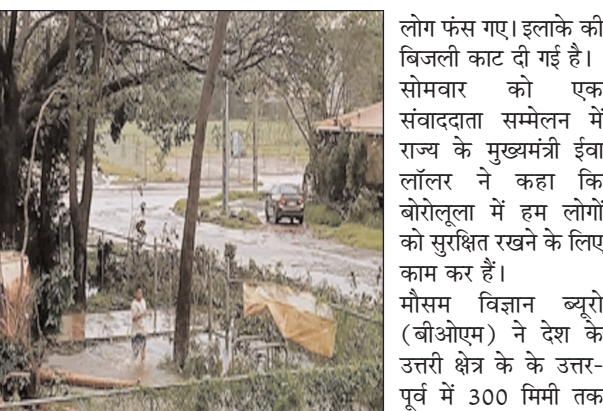 लोग फंस गए। इलाके की
बिजली काट दी गई है।
सोमवार को एक
संवाददाता सम्मेलन में
राज्य के मुख्यमंत्री ईवा
लॉलर ने कहा कि
बोरोलूला में हम लोगों
को सुरक्षित रखने के लिए
काम कर हैं।
मौसम विज्ञान ब्यूरो
(बीओएम) ने देश के
उत्तरी क्षेत्र के के उत्तर-
पूर्व में 300 मिमी तक